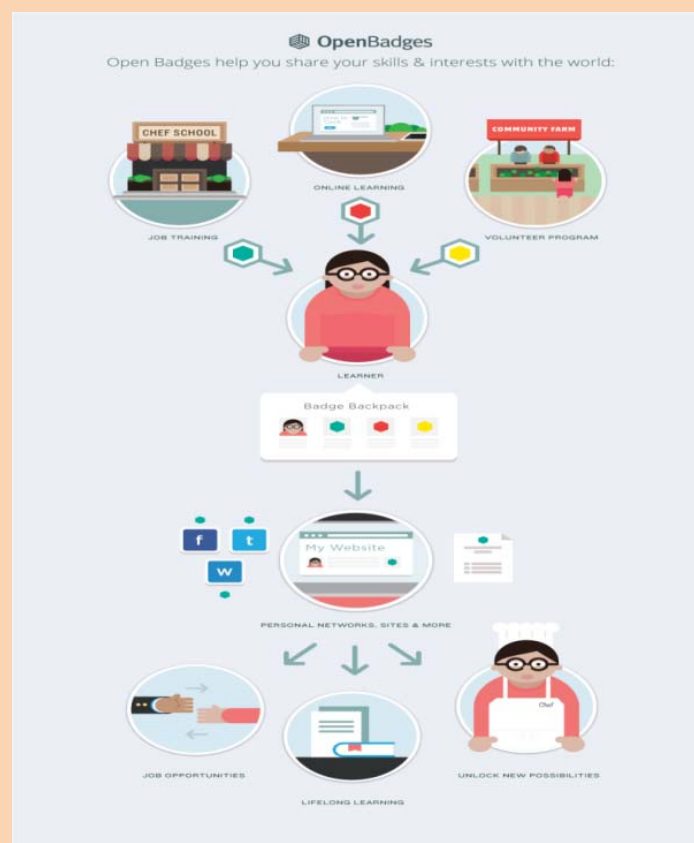 OpenBadges
Open Badges help you share your skills & interests with the world:
CHEF SCHOOL
COMMUNITY FARM
ONLINE LEARNING
JOB TRAINING
VOLUNTEER PROGRAM
LEARNER
Badge Backpack
f
t
w
My Website
PERSONAL NETWORKS, SITES & MORE
Chef
JOB OPPORTUNITIES
UNLOCK NEW POSSIBILITIES
LIFELONG LEARNING